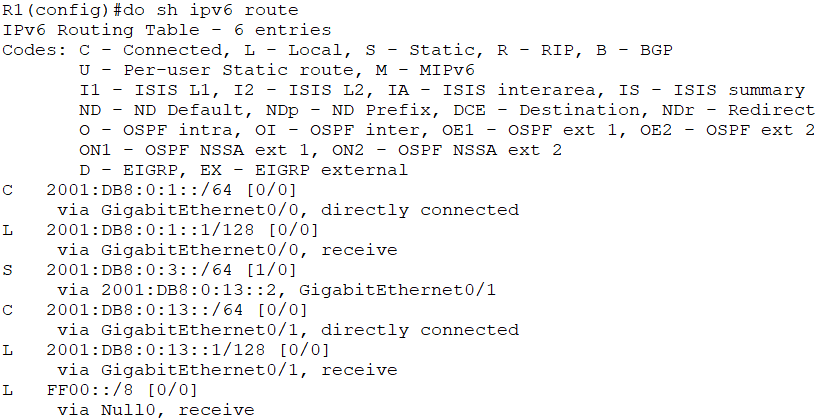 R1(config)#do sh ipv6 route
IPv6 Routing Table - 6 entries
Codes: C - Connected, L - Local, S - Static, R - RIP, B - BGP
       U - Per-user Static route, M - MIPv6
       I1 - ISIS L1, I2 - ISIS L2, IA - ISIS interarea, IS - ISIS summary
       ND - ND Default, NDp - ND Prefix, DCE - Destination, NDr - Redirect
       O - OSPF intra, OI - OSPF inter, OE1 - OSPF ext 1, OE2 - OSPF ext 2
       ON1 - OSPF NSSA ext 1, ON2 - OSPF NSSA ext 2
       D - EIGRP, EX - EIGRP external
C   2001:DB8:0:1::/64 [0/0]
     via GigabitEthernet0/0, directly connected
L   2001:DB8:0:1::1/128 [0/0]
     via GigabitEthernet0/0, receive
S   2001:DB8:0:3::/64 [1/0]
     via 2001:DB8:0:13::2, GigabitEthernet0/1
C   2001:DB8:0:13::/64 [0/0]
     via GigabitEthernet0/1, directly connected
L   2001:DB8:0:13::1/128 [0/0]
     via GigabitEthernet0/1, receive
L   FF00::/8 [0/0]
     via Null0, receive